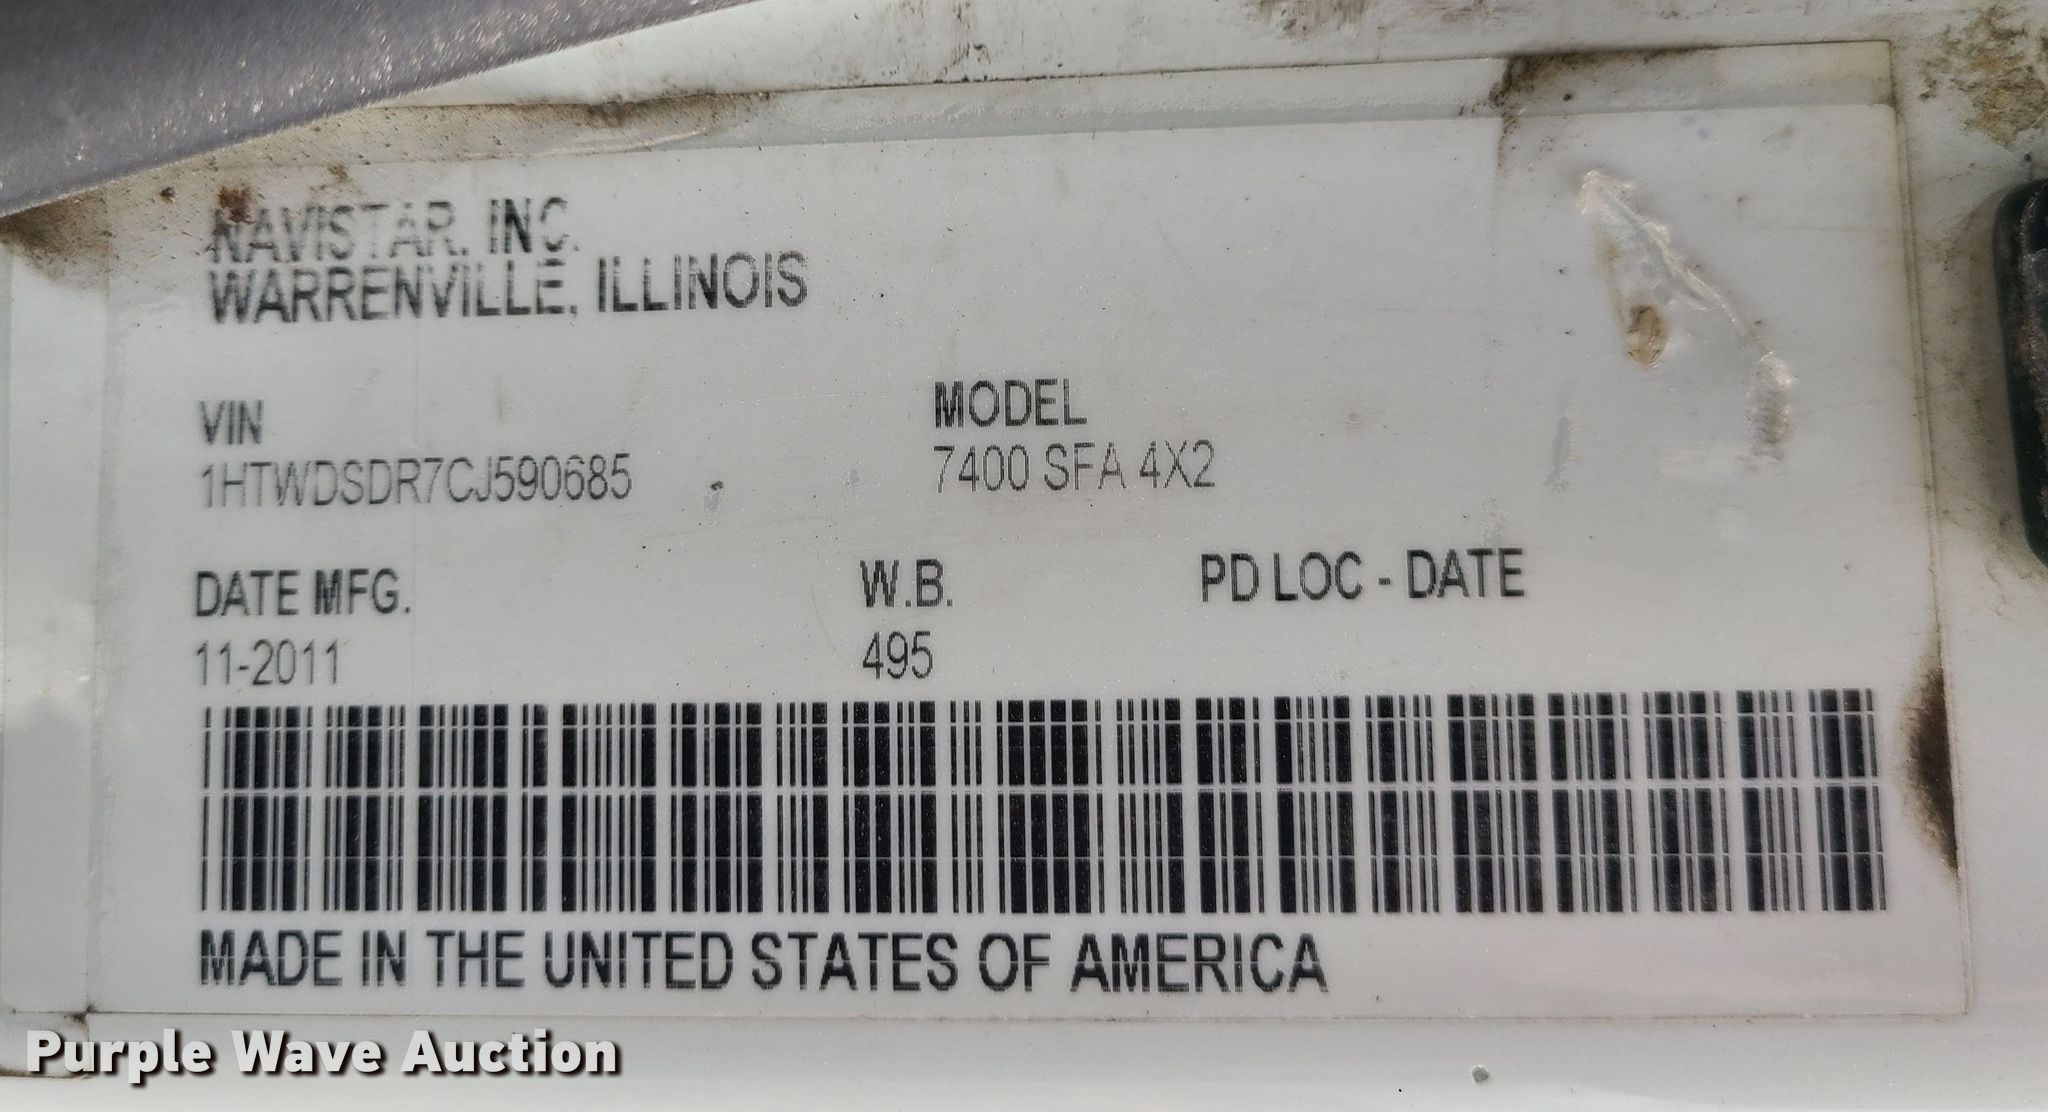 NAVISTAR, INC.
WARRENVILLE, ILLINOIS
VIN
1HTWDSDR7CJ590685
MODEL
7400 SFA 4X2
DATE MFG.
11-2011
W.B.
495
PD LOC - DATE
MADE IN THE UNITED STATES OF AMERICA
Purple Wave Auction